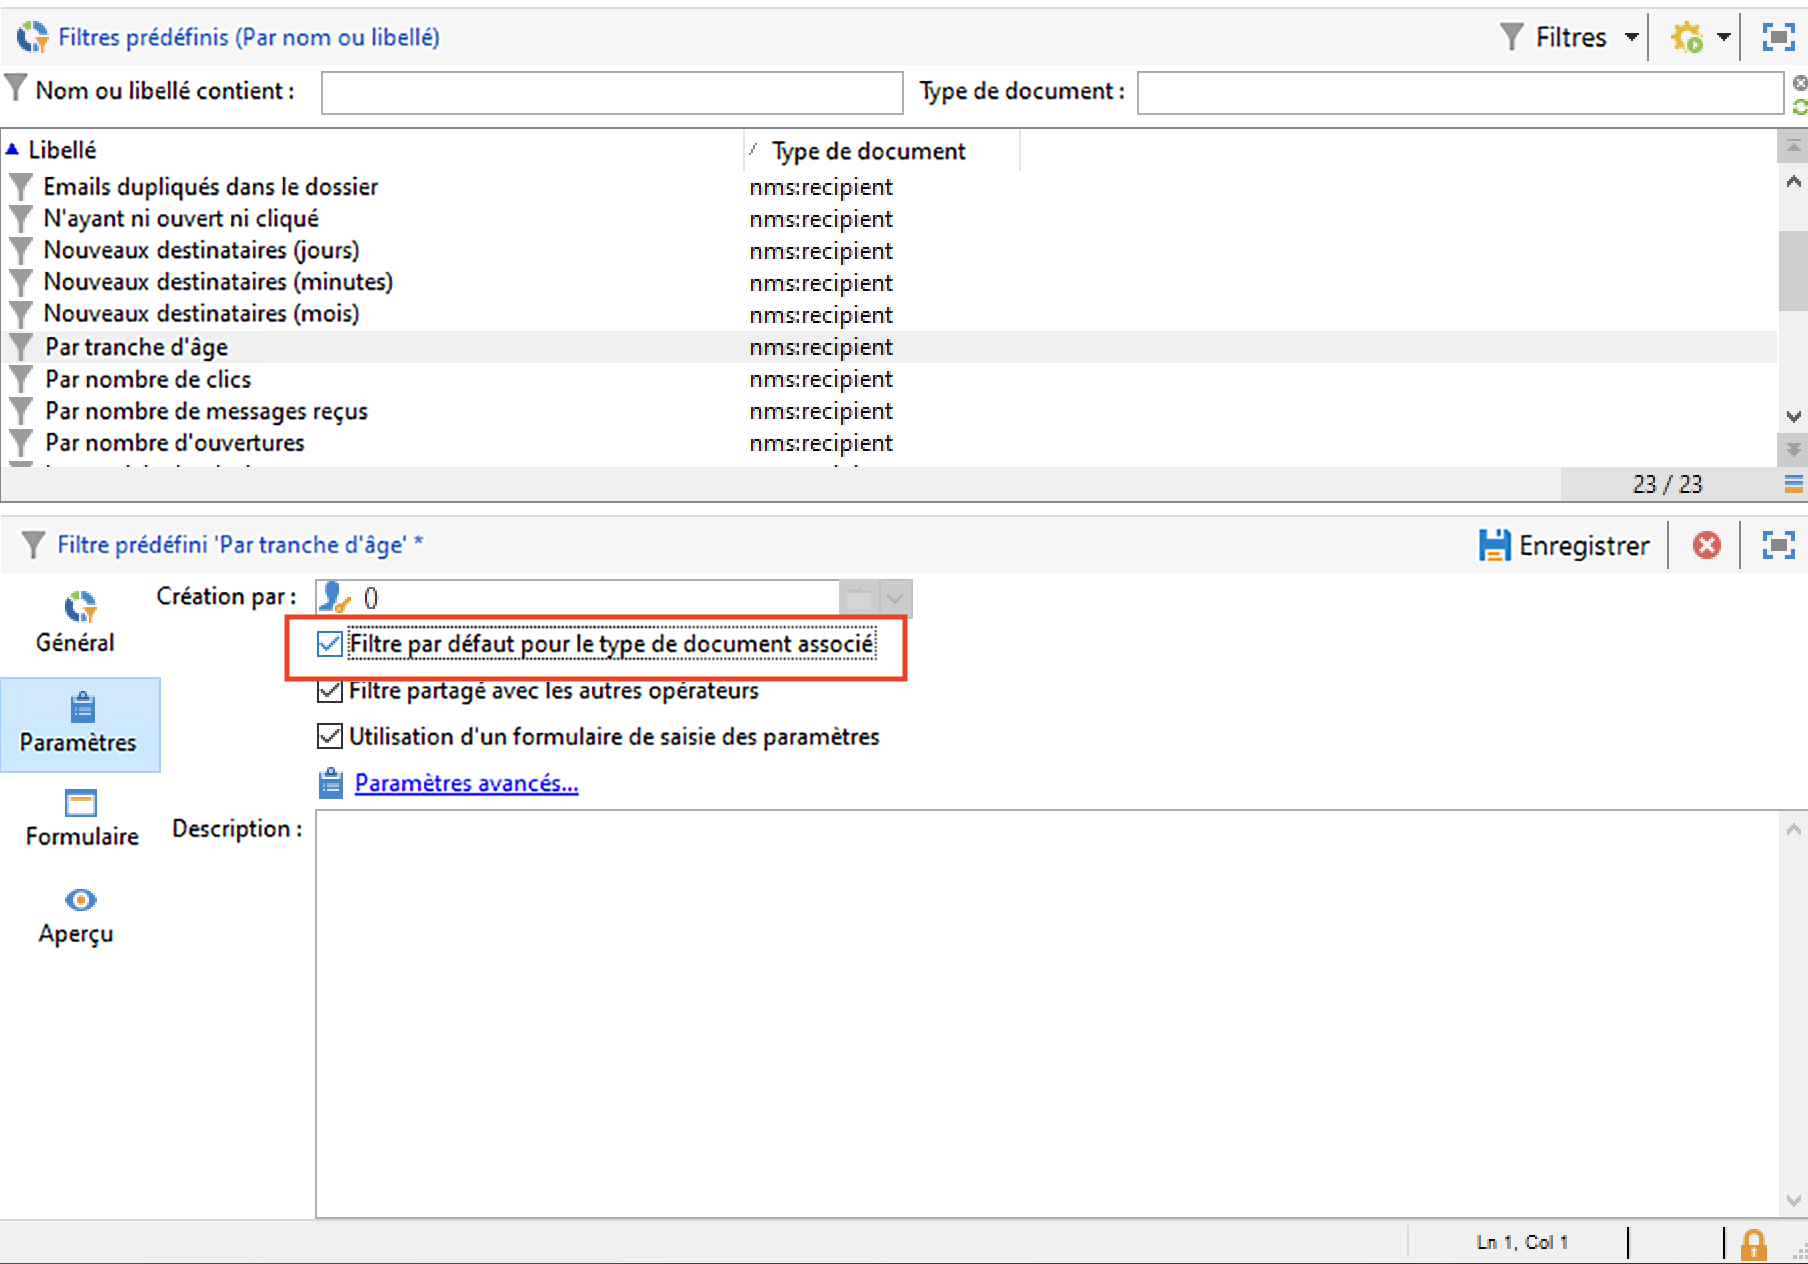 Filtres prédéfinis (Par nom ou libellé)
Filtres
Nom ou libellé contient :
Type de document :
Libellé
Type de document
Emails dupliqués dans le dossier
nms:recipient
N'ayant ni ouvert ni cliqué
nms:recipient
Nouveaux destinataires (jours)
nms:recipient
Nouveaux destinataires (minutes)
nms:recipient
Nouveaux destinataires (mois)
nms:recipient
Par tranche d'âge
nms:recipient
Par nombre de clics
nms:recipient
Par nombre de messages reçus
nms:recipient
Par nombre d'ouvertures
nms:recipient
23 / 23
Filtre prédéfini 'Par tranche d'âge' *
Enregistrer
Général
Création par :
()
Filtre par défaut pour le type de document associé
Filtre partagé avec les autres opérateurs
Paramètres
Utilisation d'un formulaire de saisie des paramètres
Paramètres avancés...
Formulaire
Description :
Aperçu
Ln 1, Col 1